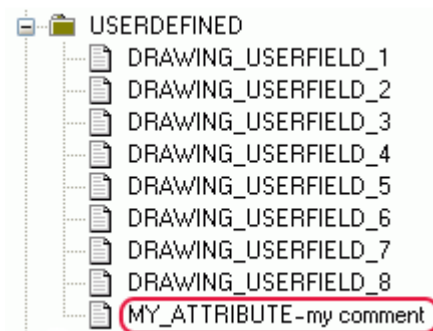 USERDEFINED
DRAWING_USERFIELD_1
DRAWING_USERFIELD_2
DRAWING_USERFIELD_3
DRAWING_USERFIELD_4
DRAWING_USERFIELD_5
DRAWING_USERFIELD_6
DRAWING_USERFIELD_7
DRAWING_USERFIELD_8
MY_ATTRIBUTE-my comment